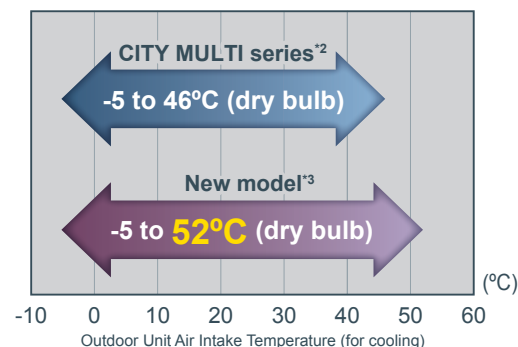 CITY MULTI series*2
-5 to 46ºC (dry bulb)
New model*3
-5 to 52ºC (dry bulb)
(ºC)
-10 0 10 20 30 40 50 60
Outdoor Unit Air Intake Temperature (for cooling)